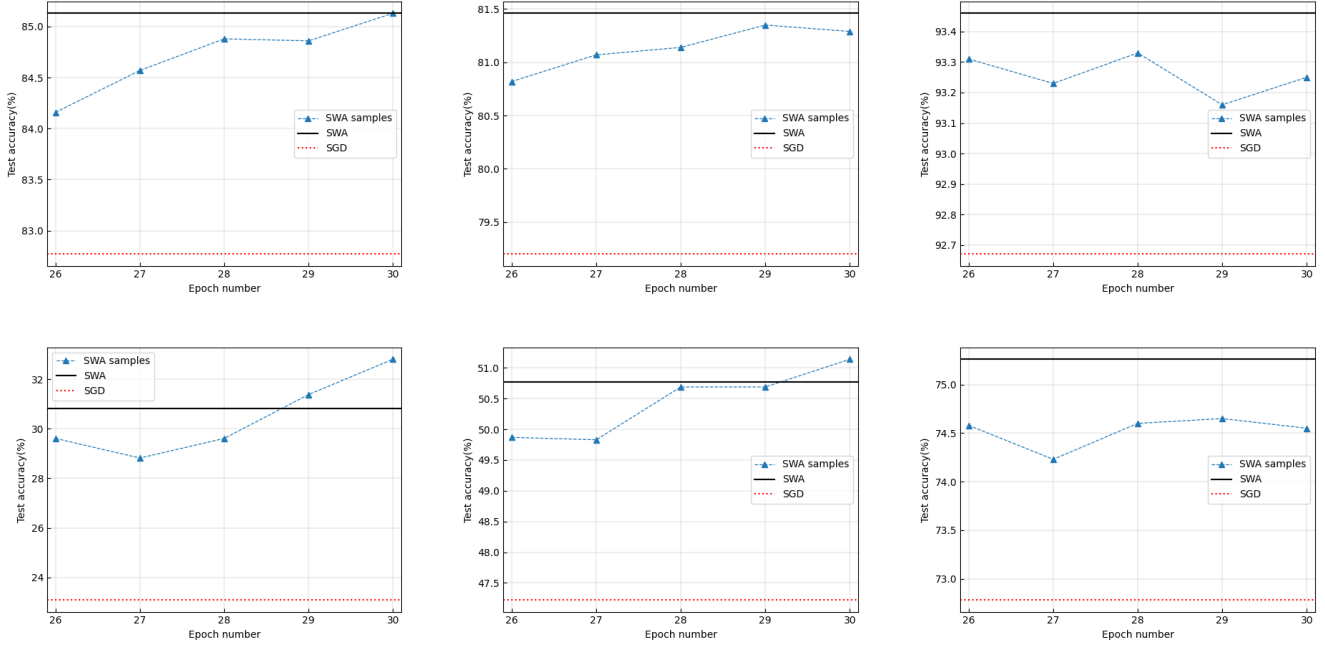 85.0
84.5
84.0
83.5
83.0
Test accuracy(%)
SWA samples
SWA
SGD
26 27 28 29 30
Epoch number
81.5
81.0
80.5
80.0
79.5
Test accuracy(%)
SWA samples
SWA
SGD
26 27 28 29 30
Epoch number
93.4
93.3
93.2
93.1
93.0
92.9
92.8
92.7
Test accuracy(%)
SWA samples
SWA
SGD
26 27 28 29 30
Epoch number
32
30
28
26
24
Test accuracy(%)
SWA samples
SWA
SGD
26 27 28 29 30
Epoch number
51.0
50.5
50.0
49.5
49.0
48.5
48.0
47.5
Test accuracy(%)
SWA samples
SWA
SGD
26 27 28 29 30
Epoch number
75.0
74.5
74.0
73.5
73.0
Test accuracy(%)
SWA samples
SWA
SGD
26 27 28 29 30
Epoch number